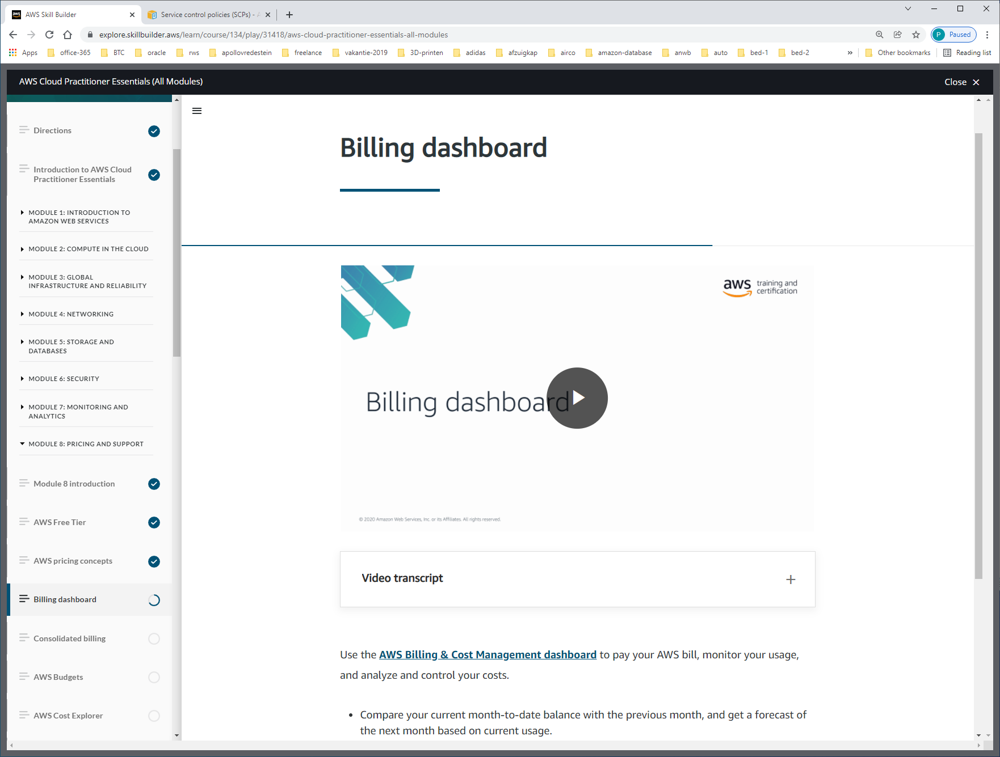 AWS Skill Builder
Service control policies (SCPs) -
explore.skillbuilder.aws/learn/course/134/play/31418/aws-cloud-practitioner-essentials-all-modules
P Paused
Apps office-365 BTC oracle rws apollovredestein freelance vakantie-2019 3D-printen adidas afzuigkap airco amazon-database anwb auto bed-1 bed-2 » Other bookmarks Reading list
AWS Cloud Practitioner Essentials (All Modules)
Close
Directions
Introduction to AWS Cloud
Practitioner Essentials
MODULE 1: INTRODUCTION TO
AMAZON WEB SERVICES
MODULE 2: COMPUTE IN THE CLOUD
MODULE 3: GLOBAL
INFRASTRUCTURE AND RELIABILITY
MODULE 4: NETWORKING
MODULE 5: STORAGE AND
DATABASES
MODULE 6: SECURITY
MODULE 7: MONITORING AND
ANALYTICS
MODULE 8: PRICING AND SUPPORT
Module 8 introduction
AWS Free Tier
AWS pricing concepts
Billing dashboard
Consolidated billing
AWS Budgets
AWS Cost Explorer
Billing dashboard
aws training and
certification
Billing dashboard
© 2020 Amazon Web Services, Inc. or its Affiliates. All rights reserved.
Video transcript
Use the AWS Billing & Cost Management dashboard to pay your AWS bill, monitor your usage,
and analyze and control your costs.
• Compare your current month-to-date balance with the previous month, and get a forecast of
the next month based on current usage.